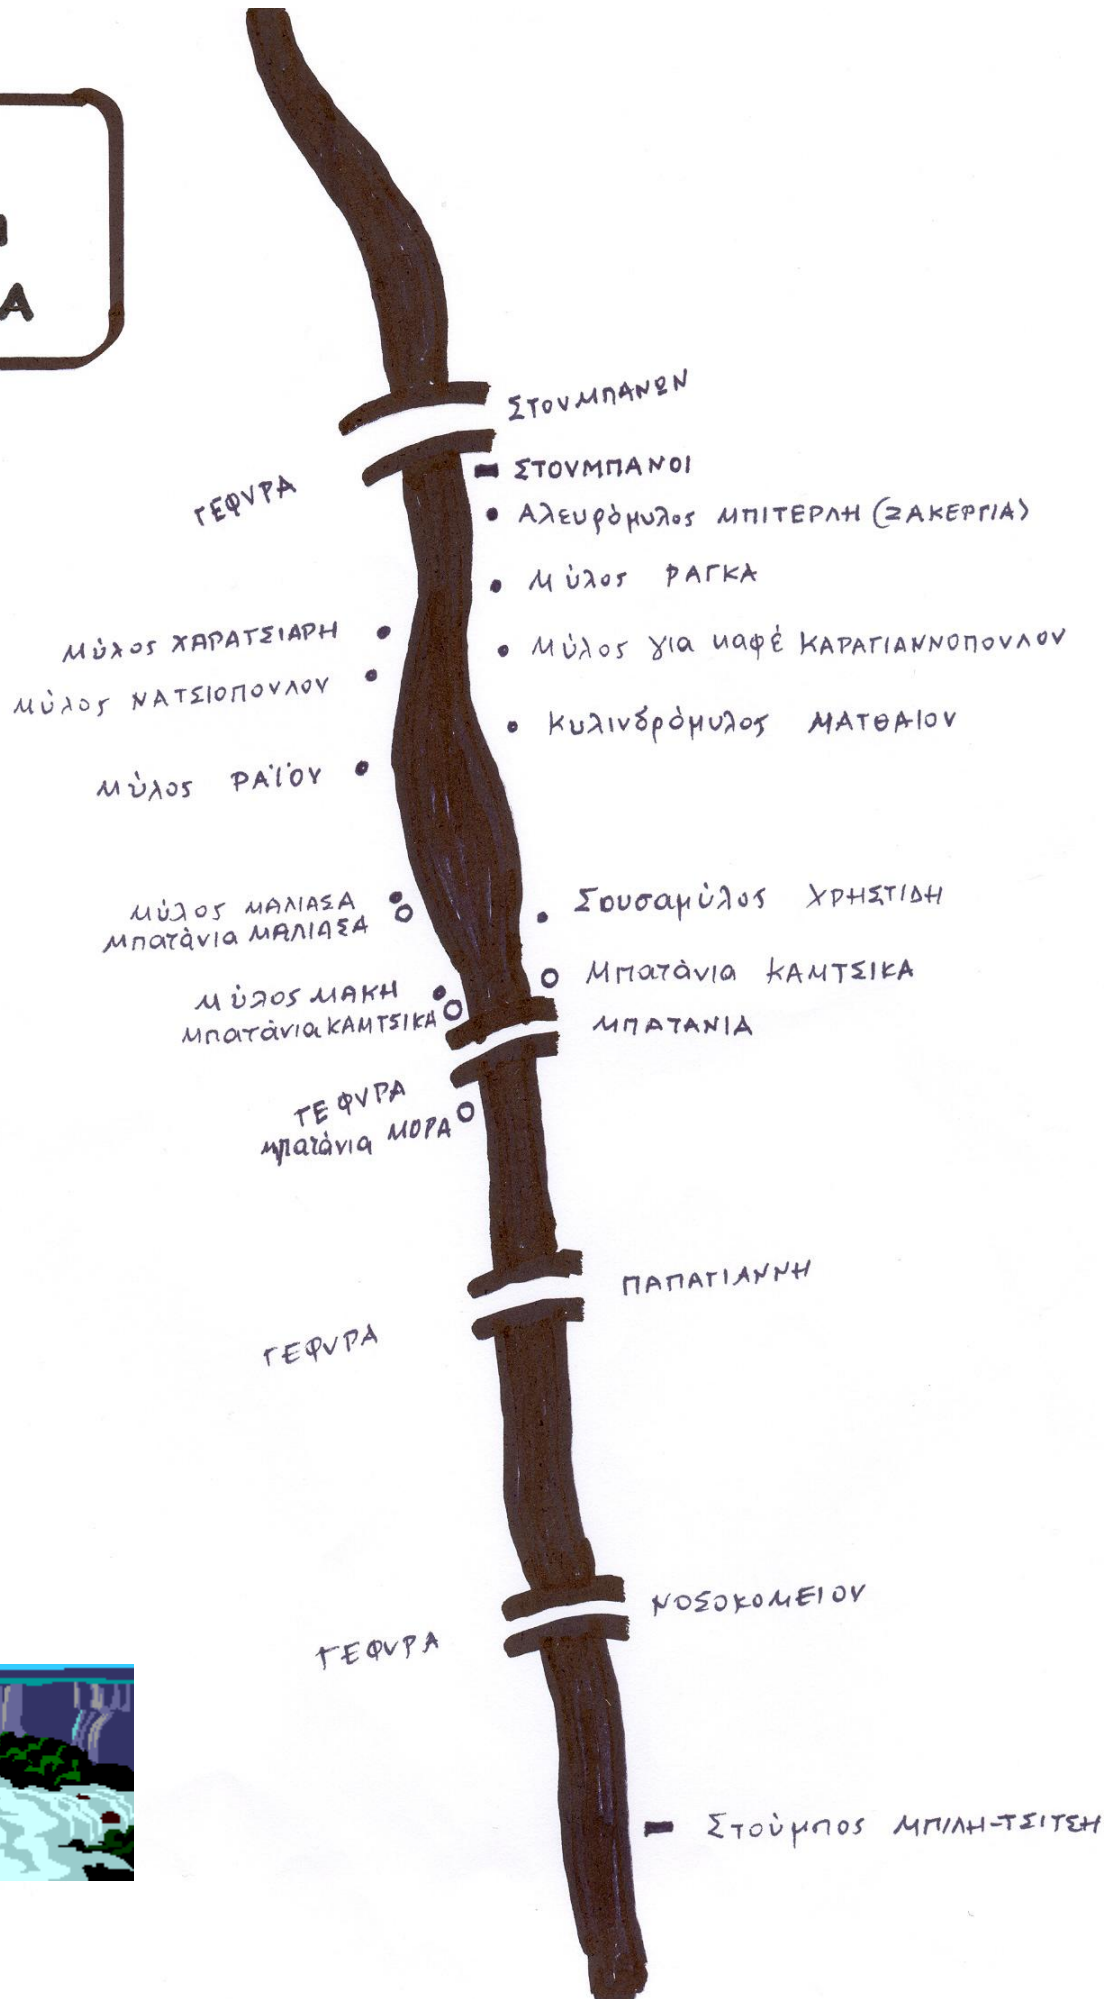 Α
ΣΤΟΥΜΠΑΝΩΝ
ΓΕΦΥΡΑ
ΣΤΟΥΜΠΑΝΟΙ
Αλευρόμυλος ΜΠΙΤΕΡΛΗ (ΖΑΚΕΡΓΙΑ)
Μύλος ΡΑΓΚΑ
Μύλος ΧΑΡΑΤΣΙΑΡΗ
Μύλος για καφέ ΚΑΡΑΓΙΑΝΝΟΠΟΥΛΟΥ
Μύλος ΝΑΤΣΙΟΠΟΥΛΟΥ
Κυλινδρόμυλος ΜΑΤΘΑΙΟΥ
Μύλος ΡΑΪΟΥ
Μύλος ΜΑΛΙΑΣΑ
Μπατάνια ΜΑΛΙΑΣΑ
Σουσαμύλος ΧΡΗΣΤΙΔΗ
Μπατάνια ΚΑΜΤΣΙΚΑ
Μύλος ΜΑΚΗ
Μπατάνια ΚΑΜΤΣΙΚΑ
ΜΠΑΤΑΝΙΑ
ΓΕΦΥΡΑ
μπατάνια ΜΟΡΑ
ΠΑΠΑΓΙΑΝΝΗ
ΓΕΦΥΡΑ
ΝΟΣΟΚΟΜΕΙΟΥ
ΓΕΦΥΡΑ
Στούμπος ΜΠΙΛΗ-ΤΣΙΤΣΗ